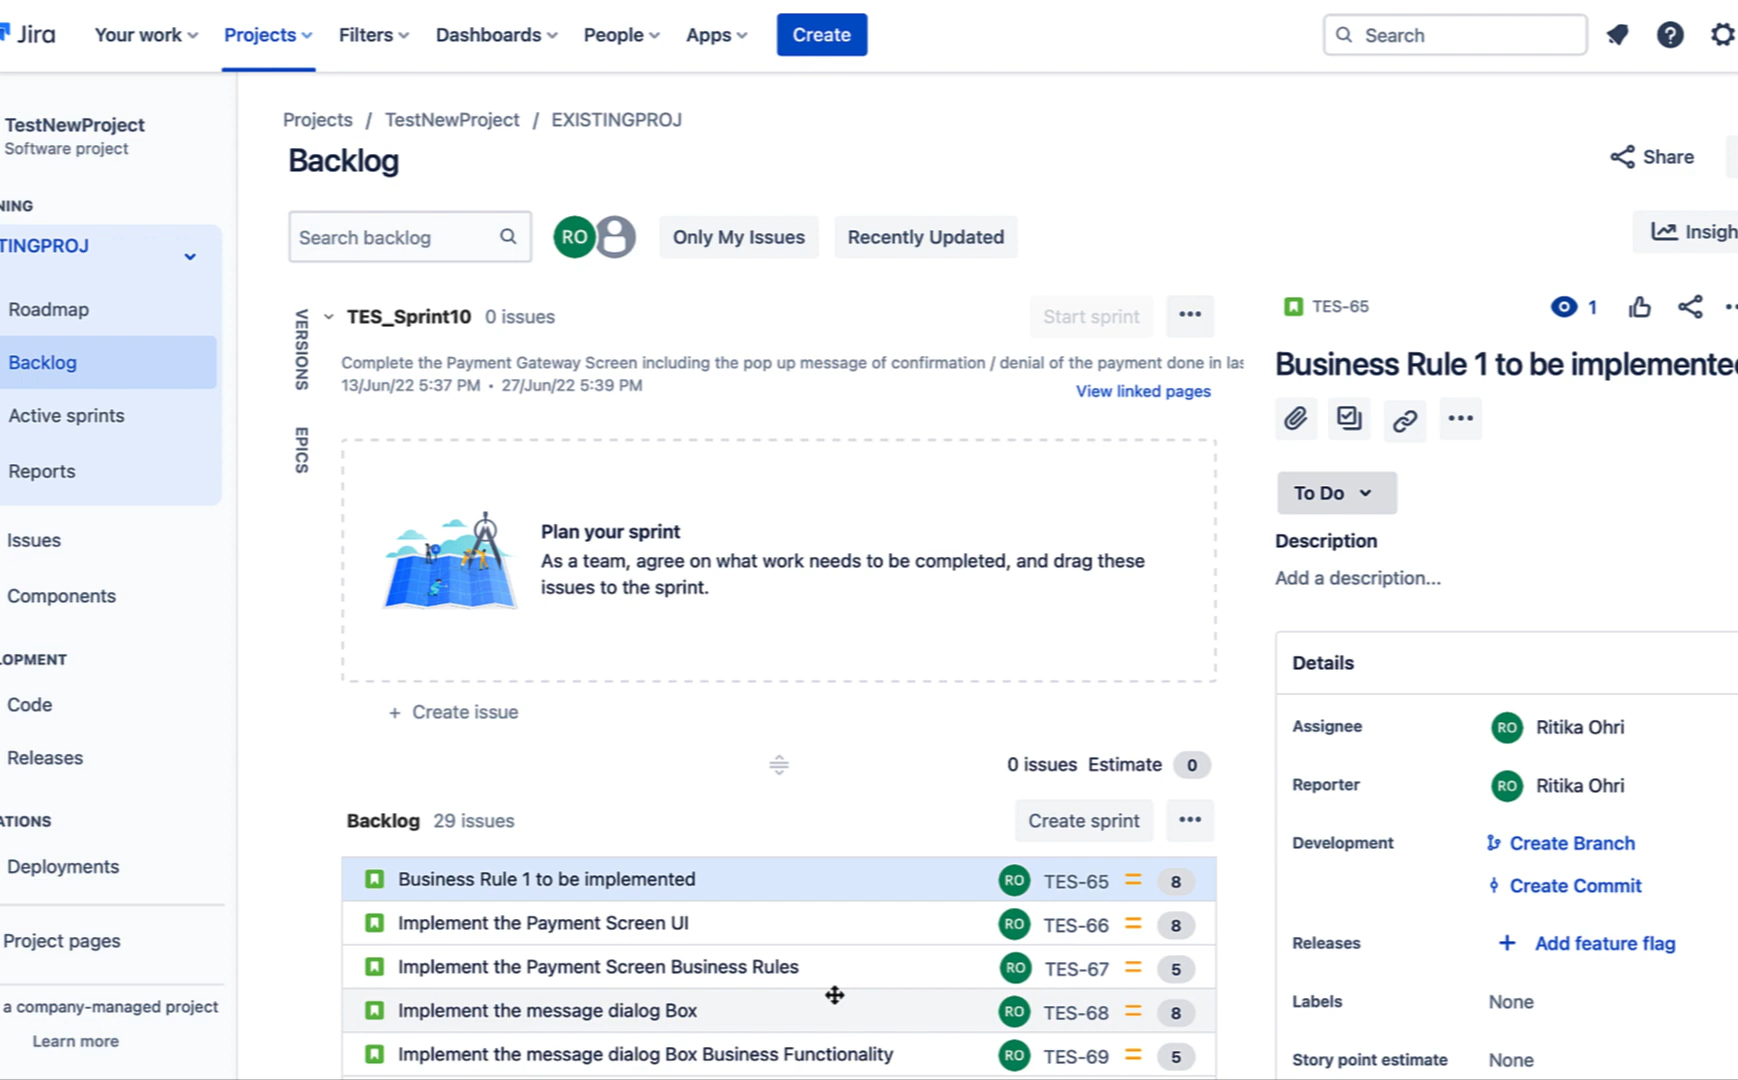 Jira Your work Projects Filters Dashboards People Apps Create Search
TestNewProject
Software project
NING
TINGPROJ
Roadmap
Backlog
Active sprints
Reports
Issues
Components
LOPMENT
Code
Releases
ATIONS
Deployments
Project pages
a company-managed project
Learn more
Projects / TestNewProject / EXISTINGPROJ
Backlog
Share
Search backlog RO Only My Issues Recently Updated Insigh
VERSIONS
EPICS
TES_Sprint10 0 issues Start sprint
Complete the Payment Gateway Screen including the pop up message of confirmation / denial of the payment done in las
13/Jun/22 5:37 PM • 27/Jun/22 5:39 PM
View linked pages
Plan your sprint
As a team, agree on what work needs to be completed, and drag these
issues to the sprint.
+ Create issue
0 issues Estimate 0
Backlog 29 issues Create sprint
Business Rule 1 to be implemented RO TES-65 8
Implement the Payment Screen UI RO TES-66 8
Implement the Payment Screen Business Rules RO TES-67 5
Implement the message dialog Box RO TES-68 8
Implement the message dialog Box Business Functionality RO TES-69 5
TES-65 1
Business Rule 1 to be implemente
To Do
Description
Add a description...
Details
Assignee RO Ritika Ohri
Reporter RO Ritika Ohri
Development Create Branch
Create Commit
Releases + Add feature flag
Labels None
Story point estimate None